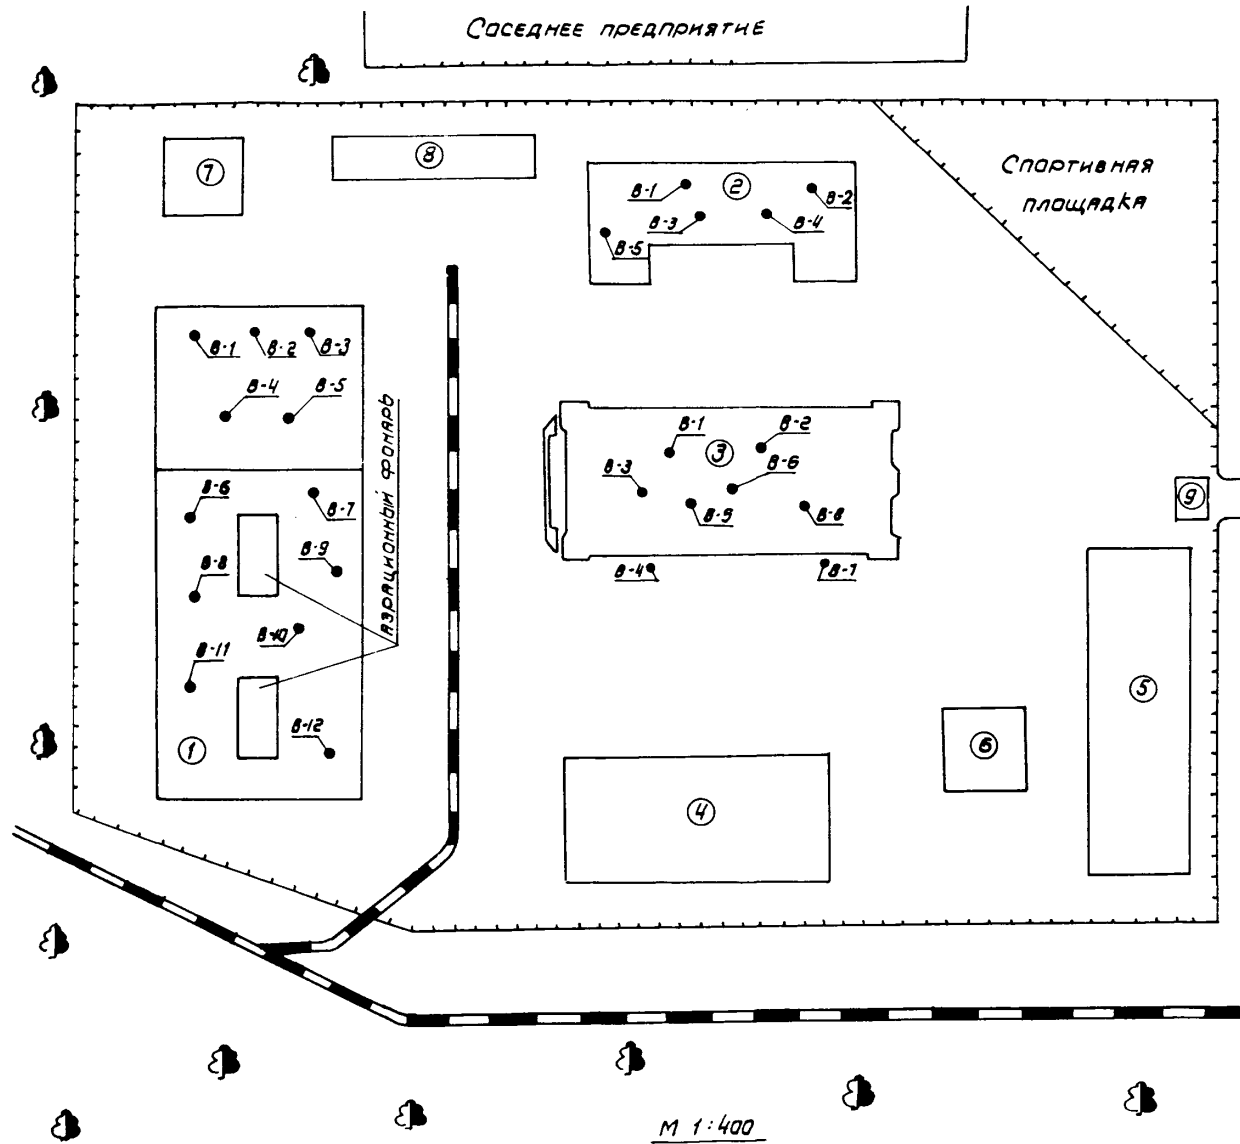 Соседнее предприятие
Спортивная
площадка
7
8
В-1
2
В-2
В-3
В-4
В-5
В-1
В-2
В-3
В-4
В-5
Аэрационный фонарь
В-6
В-7
В-8
В-9
В-10
В-11
В-12
1
В-1
3
В-2
В-3
В-6
В-5
В-8
В-4
В-7
9
5
6
4
М 1:400